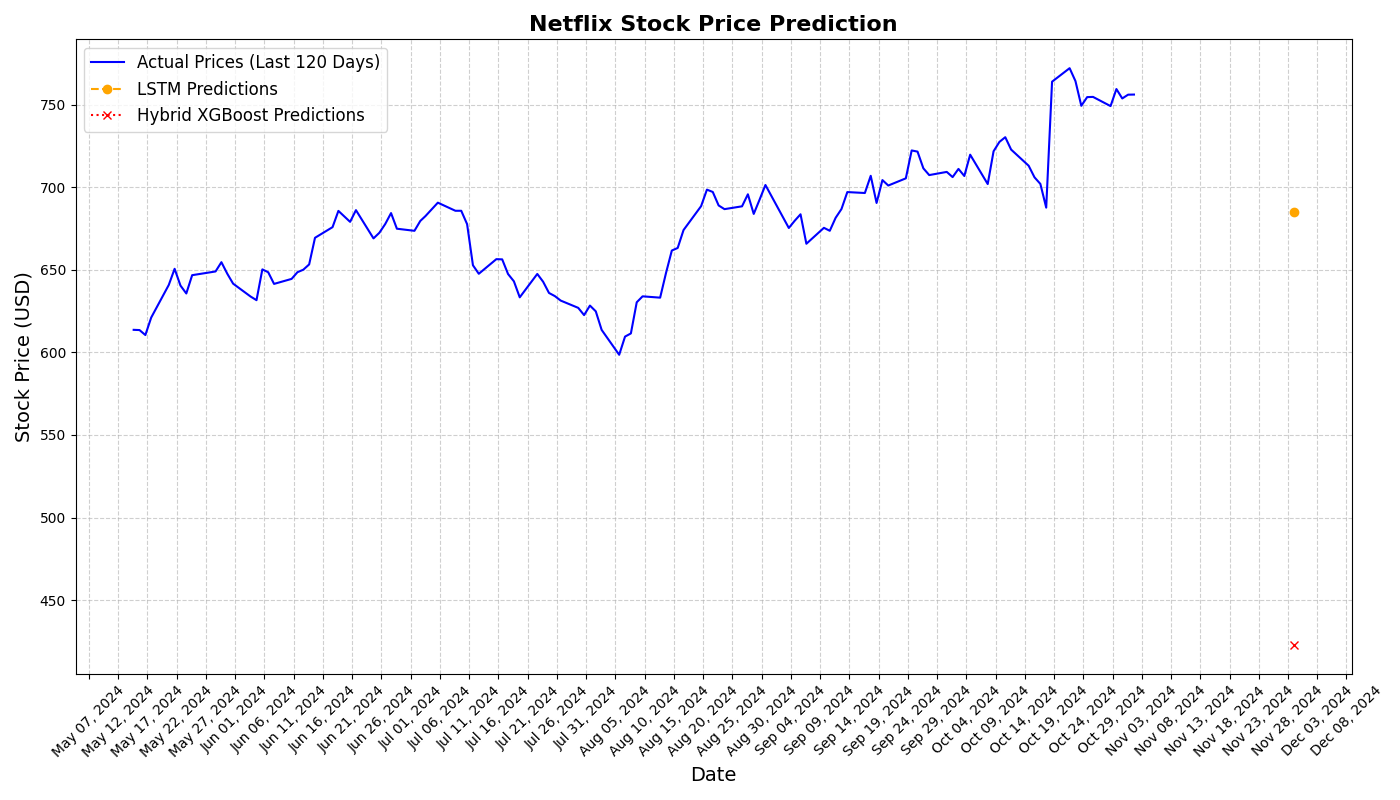 Netflix Stock Price Prediction
Actual Prices (Last 120 Days)
LSTM Predictions
Hybrid XGBoost Predictions
Stock Price (USD)
750
700
650
600
550
500
450
May 07, 2024
May 12, 2024
May 17, 2024
May 22, 2024
May 27, 2024
Jun 01, 2024
Jun 06, 2024
Jun 11, 2024
Jun 16, 2024
Jun 21, 2024
Jun 26, 2024
Jul 01, 2024
Jul 06, 2024
Jul 11, 2024
Jul 16, 2024
Jul 21, 2024
Jul 26, 2024
Jul 31, 2024
Aug 05, 2024
Aug 10, 2024
Aug 15, 2024
Aug 20, 2024
Aug 25, 2024
Aug 30, 2024
Sep 04, 2024
Sep 09, 2024
Sep 14, 2024
Sep 19, 2024
Sep 24, 2024
Sep 29, 2024
Oct 04, 2024
Oct 09, 2024
Oct 14, 2024
Oct 19, 2024
Oct 24, 2024
Oct 29, 2024
Nov 03, 2024
Nov 08, 2024
Nov 13, 2024
Nov 18, 2024
Nov 23, 2024
Nov 28, 2024
Dec 03, 2024
Dec 08, 2024
Date